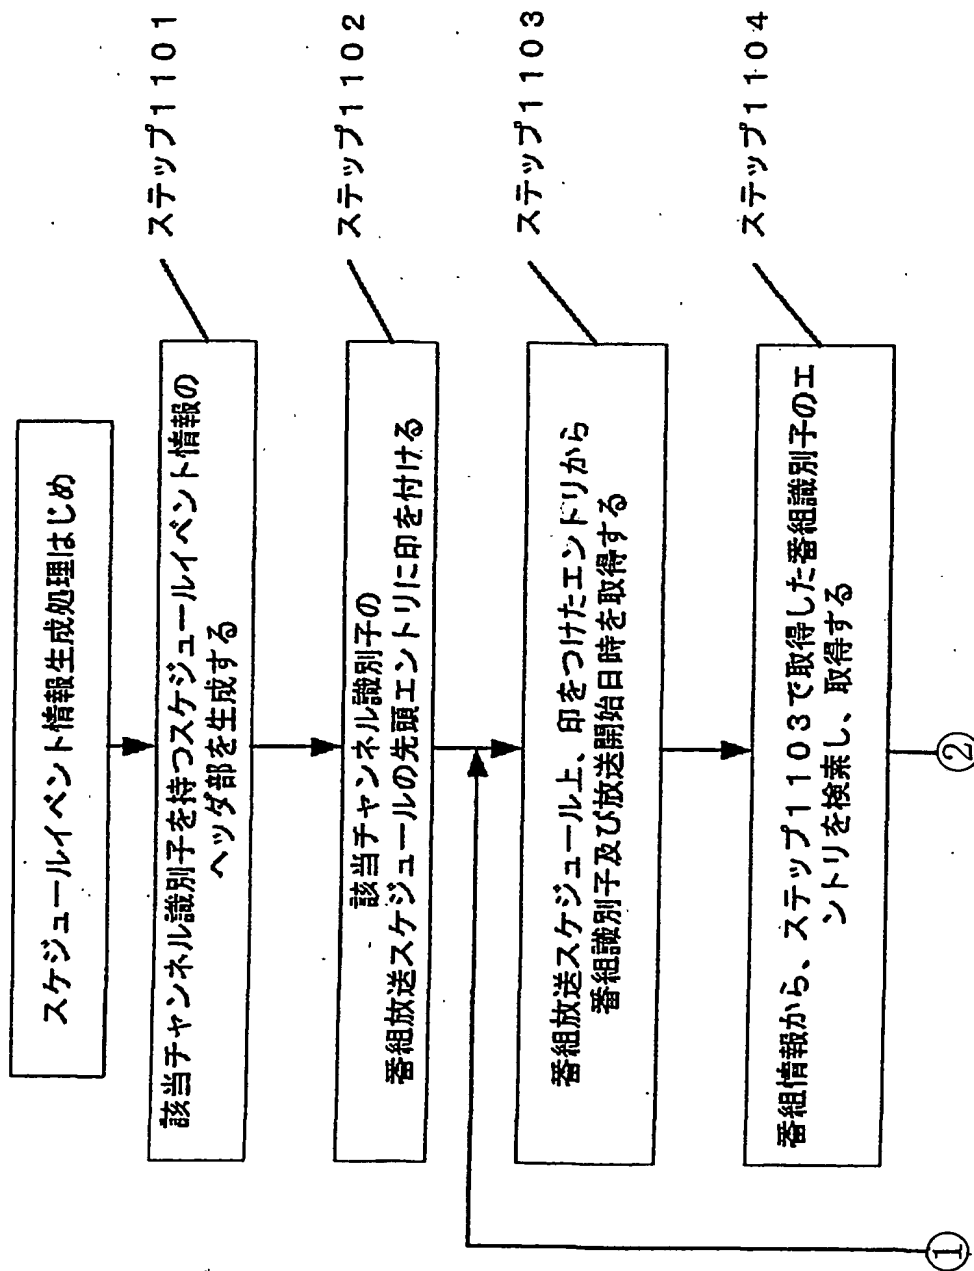 スケジュールイベント情報生成処理はじめ
該当チャンネル識別子を持つスケジュールイベント情報の
ヘッダ部を生成する
ステップ1101
該当チャンネル識別子の
番組放送スケジュールの先頭エントリに印を付ける
ステップ1102
番組放送スケジュール上、印をつけたエントリから
番組識別子及び放送開始日時を取得する
ステップ1103
番組情報から、ステップ1103で取得した番組識別子のエ
ントリを検索し、取得する
ステップ1104
①
②